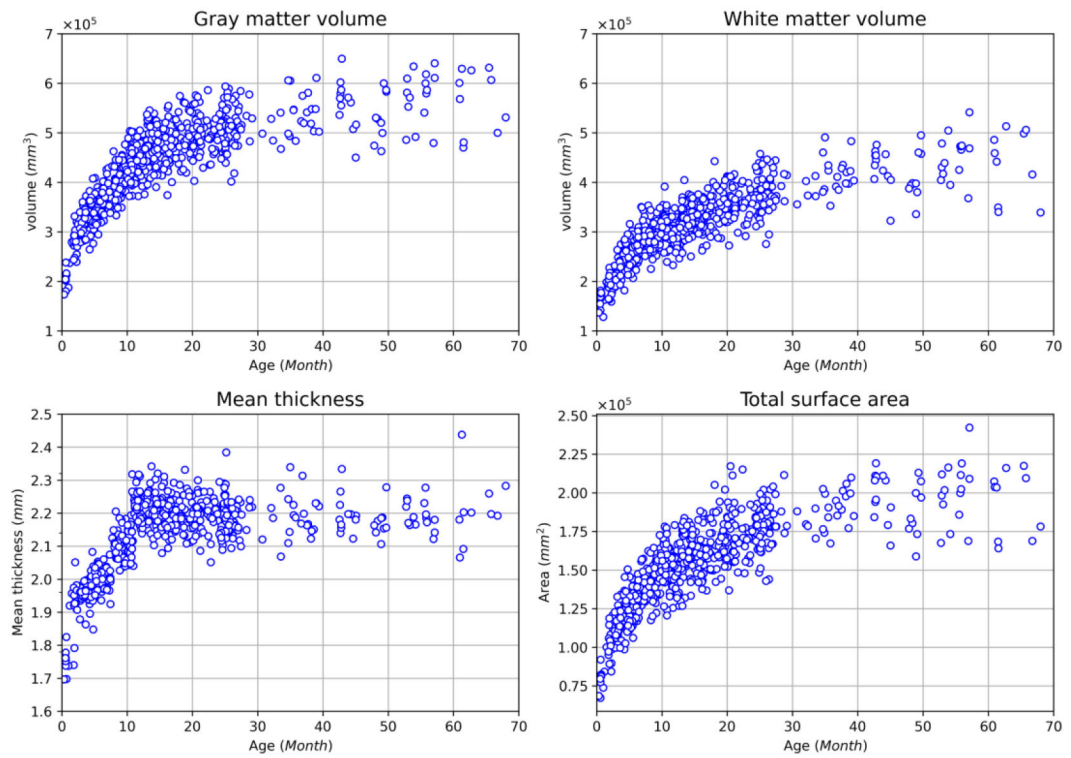 Gray matter volume
×10⁵
7
6
5
4
3
2
1
volume (mm³)
0 10 20 30 40 50 60 70
Age (Month)
White matter volume
×10⁵
7
6
5
4
3
2
1
volume (mm³)
0 10 20 30 40 50 60 70
Age (Month)
Mean thickness
2.5
2.4
2.3
2.2
2.1
2.0
1.9
1.8
1.7
1.6
Mean thickness (mm)
0 10 20 30 40 50 60 70
Age (Month)
Total surface area
×10⁵
2.50
2.25
2.00
1.75
1.50
1.25
1.00
0.75
Area (mm²)
0 10 20 30 40 50 60 70
Age (Month)